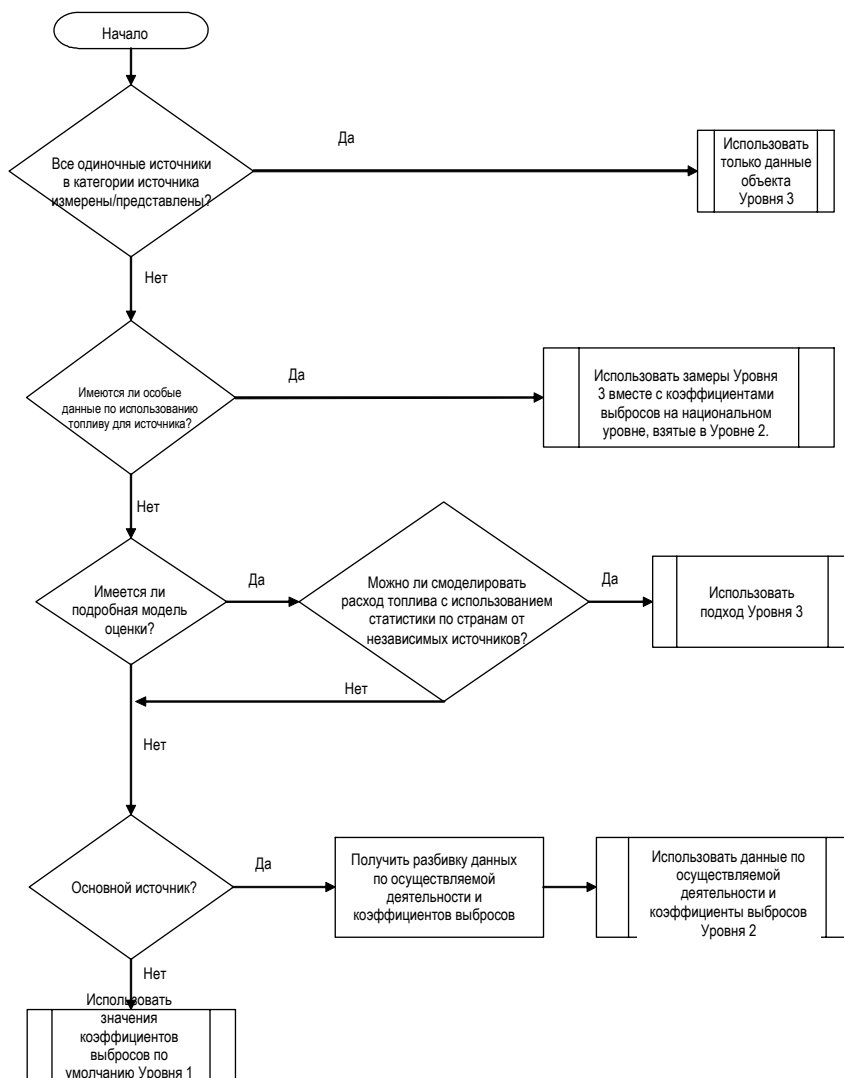 Начало
Все одиночные источники
в категории источника
измерены/представлены?
Да
Использовать
только данные
объекта
Уровня 3
Нет
Имеются ли особые
данные по использованию
топливу для источника?
Да
Использовать замеры Уровня
3 вместе с коэффициентами
выбросов на национальном
уровне, взятые в Уровне 2.
Нет
Имеется ли
подробная модель
оценки?
Да
Можно ли смоделировать
расход топлива с использованием
статистики по странам от
независимых источников?
Да
Использовать
подход Уровня 3
Нет
Нет
Основной источник?
Да
Получить разбивку данных
по осуществляемой
деятельности и
коэффициентов выбросов
Использовать данные по
осуществляемой
деятельности и
коэффициенты выбросов
Уровня 2
Нет
Использовать
значения
коэффициентов
выбросов по
умолчанию Уровня 1